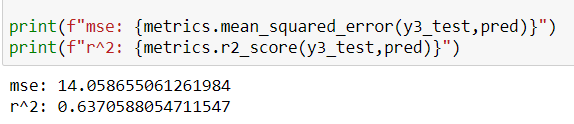 print(f"mse: {metrics.mean_squared_error(y3_test,pred)}")
print(f"r^2: {metrics.r2_score(y3_test,pred)}")
mse: 14.058655061261984
r^2: 0.6370588054711547